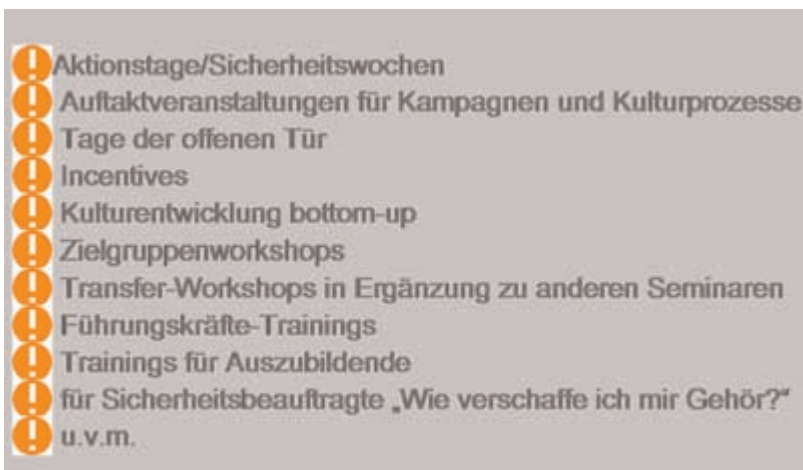 Aktionstage/Sicherheitswochen
Auftaktveranstaltungen für Kampagnen und Kulturprozesse
Tage der offenen Tür
Incentives
Kulturentwicklung bottom-up
Zielgruppenworkshops
Transfer-Workshops in Ergänzung zu anderen Seminaren
Führungskräfte-Trainings
Trainings für Auszubildende
für Sicherheitsbeauftragte „Wie verschaffe ich mir Gehör?“
u.v.m.